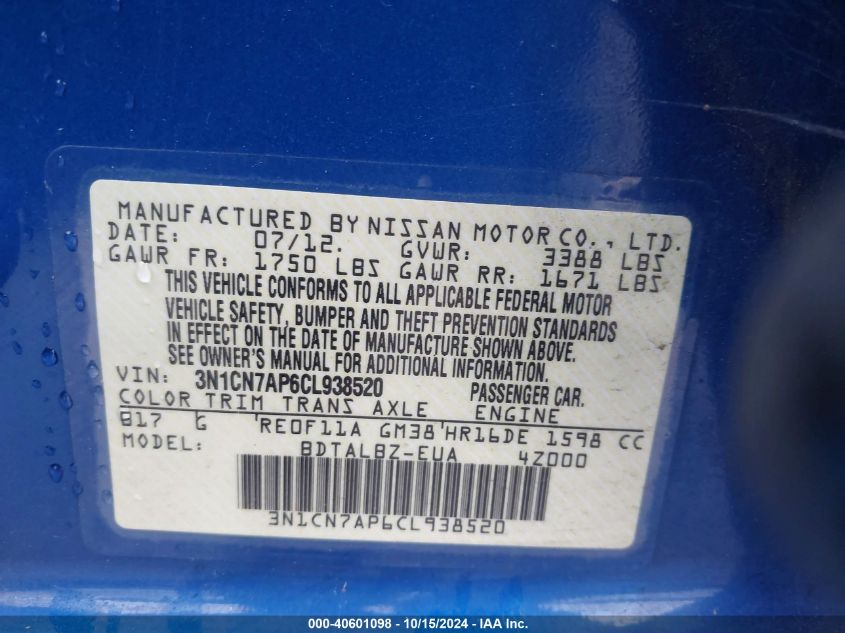 MANUFACTURED BY NISSAN MOTOR CO., LTD.
DATE: 07/12. GVWR: 3388 LBS
GAWR FR: 1750 LBS GAWR RR: 1671 LBS
THIS VEHICLE CONFORMS TO ALL APPLICABLE FEDERAL MOTOR
VEHICLE SAFETY, BUMPER AND THEFT PREVENTION STANDARDS
IN EFFECT ON THE DATE OF MANUFACTURE SHOWN ABOVE.
SEE OWNER'S MANUAL FOR ADDITIONAL INFORMATION.
VIN: 3N1CN7AP6CL938520 PASSENGER CAR.
COLOR TRIM TRANS AXLE ENGINE
B17 G RE0F11A GM38 HR16DE 1598 CC
MODEL: BDTALBZ-EUA 4Z000
3N1CN7AP6CL938520
000-40601098 - 10/15/2024 - IAA Inc.